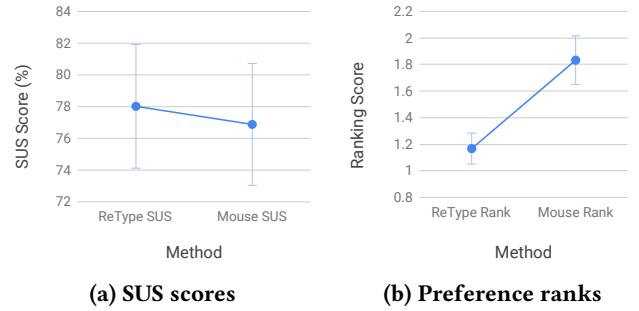 84
82
80
78
76
74
72
SUS Score (%)
ReType SUS
Mouse SUS
Method
(a) SUS scores
2.2
2
1.8
1.6
1.4
1.2
1
0.8
Ranking Score
ReType Rank
Mouse Rank
Method
(b) Preference ranks